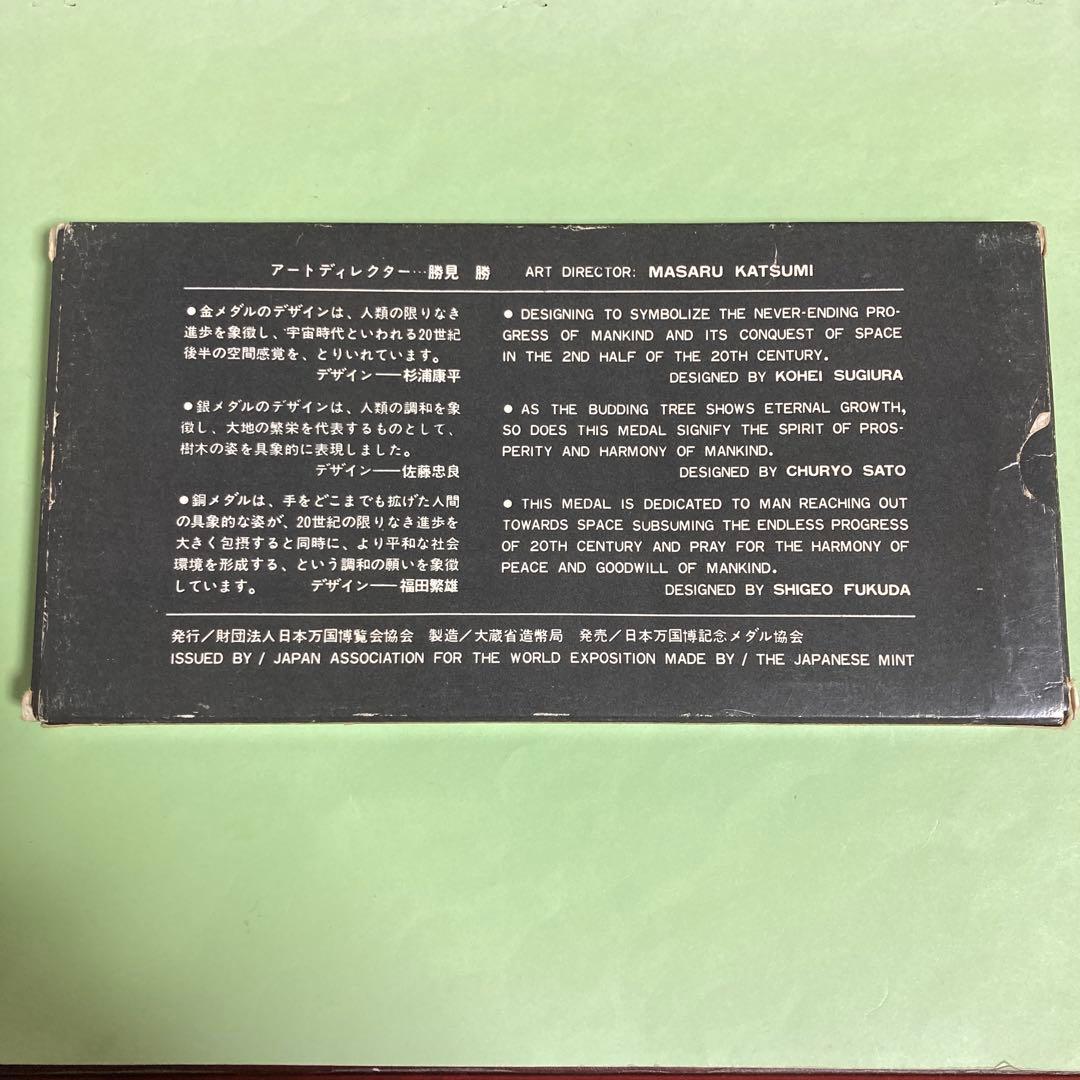 アートディレクター…勝見 勝 ART DIRECTOR: MASARU KATSUMI
●金メダルのデザインは、人類の限りなき
進歩を象徴し、宇宙時代といわれる20世紀
後半の空間感覚を、とりいれています。
デザイン──杉浦康平
●銀メダルのデザインは、人類の調和を象
徴し、大地の繁栄を代表するものとして、
樹木の姿を具象的に表現しました。
デザイン──佐藤忠良
●銅メダルは、手をどこまでも拡げた人間
の具象的な姿が、20世紀の限りなき進歩を
大きく包摂すると同時に、より平和な社会
環境を形成する、という調和の願いを象徴
しています。 デザイン──福田繁雄
● DESIGNING TO SYMBOLIZE THE NEVER-ENDING PRO-
GRESS OF MANKIND AND ITS CONQUEST OF SPACE
IN THE 2ND HALF OF THE 20TH CENTURY.
DESIGNED BY KOHEI SUGIURA
● AS THE BUDDING TREE SHOWS ETERNAL GROWTH,
SO DOES THIS MEDAL SIGNIFY THE SPIRIT OF PROS-
PERITY AND HARMONY OF MANKIND.
DESIGNED BY CHURYO SATO
● THIS MEDAL IS DEDICATED TO MAN REACHING OUT
TOWARDS SPACE SUBSUMING THE ENDLESS PROGRESS
OF 20TH CENTURY AND PRAY FOR THE HARMONY OF
PEACE AND GOODWILL OF MANKIND.
DESIGNED BY SHIGEO FUKUDA
発行／財団法人日本万国博覧会協会 製造／大蔵省造幣局 発売／日本万国博記念メダル協会
ISSUED BY / JAPAN ASSOCIATION FOR THE WORLD EXPOSITION MADE BY / THE JAPANESE MINT